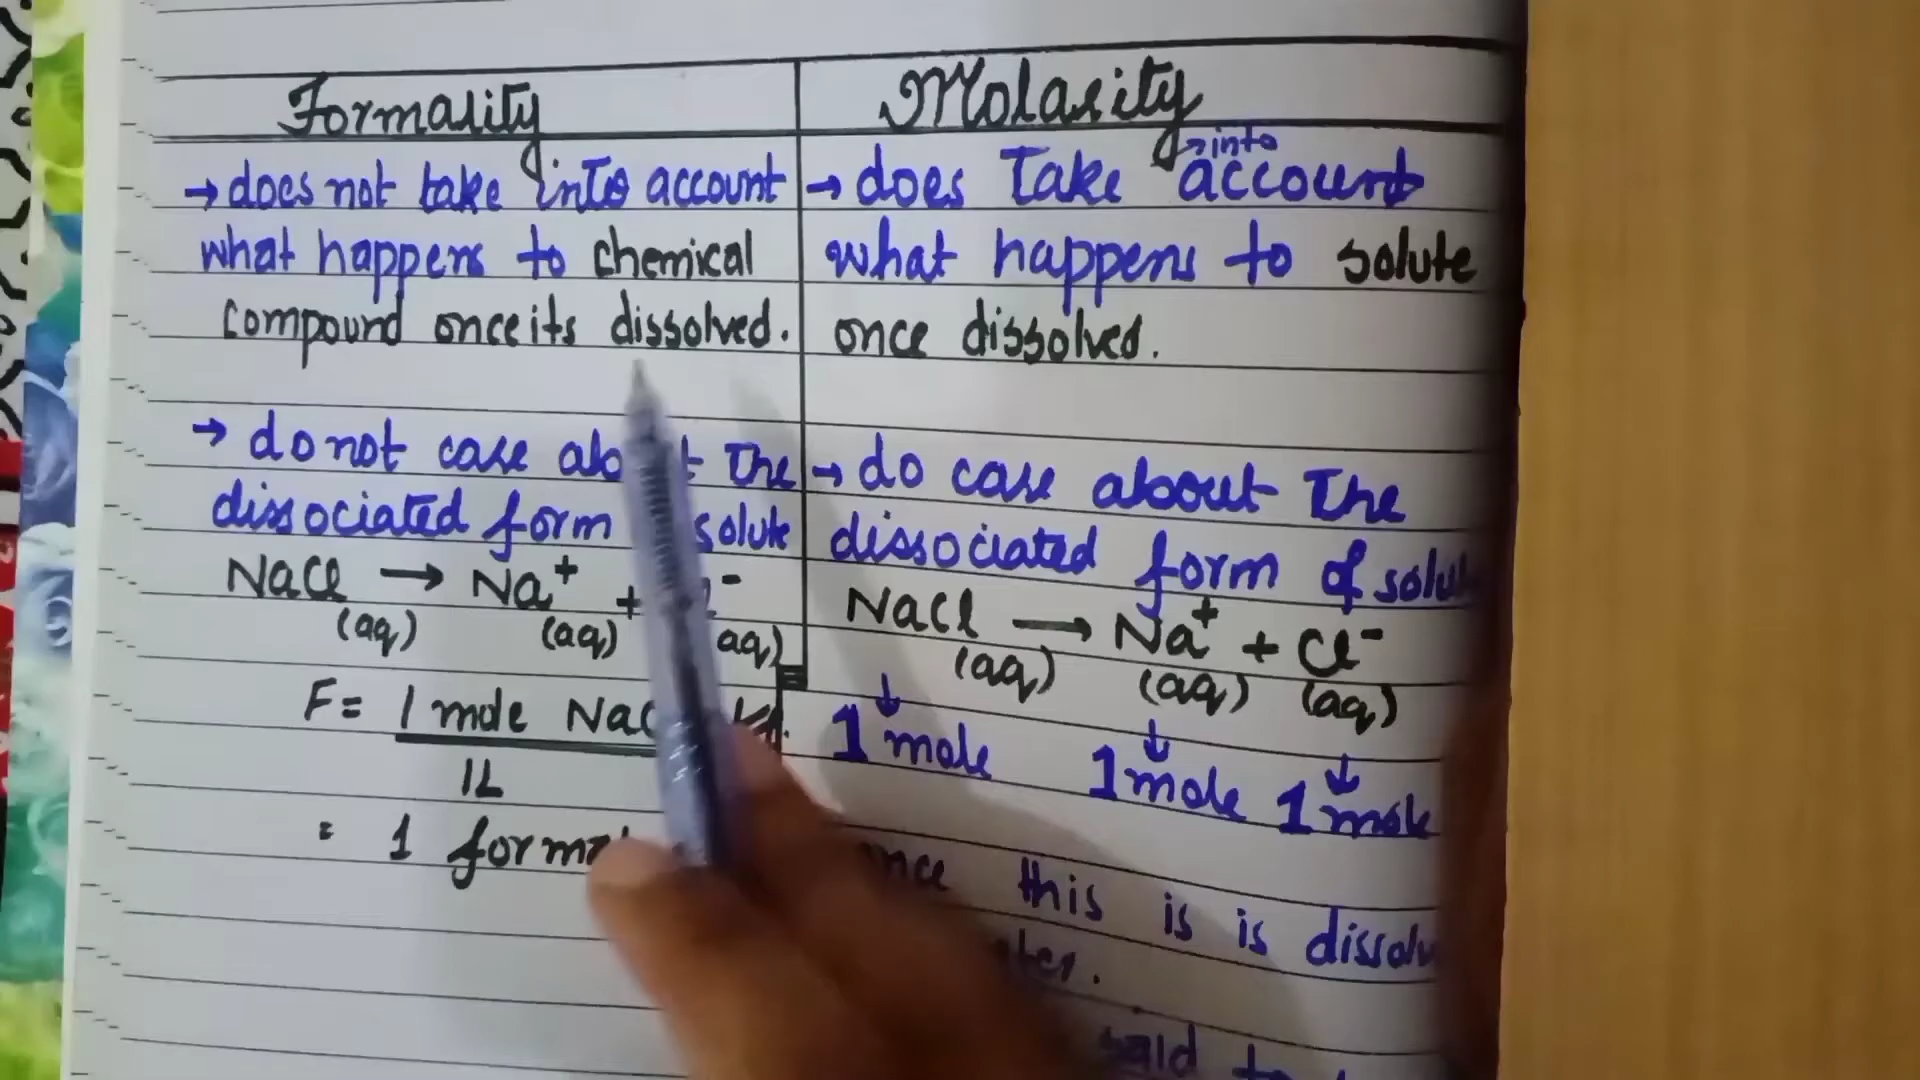 Formality
→ does not take into account
what happens to chemical
compound once its dissolved.
→ do not care the
dissociated form solute
NaCl (aq) → Na+ (aq) + - (aq)
F = 1 mole
1L
= 1
Molarity
→ does Take into account
what happens to solute
once dissolved.
→ do care about The
dissociated form of
NaCl (aq) → Na+ (aq) + Cl- (aq)
↓ ↓ ↓
1 mole 1 mole 1 mole
this is is
said